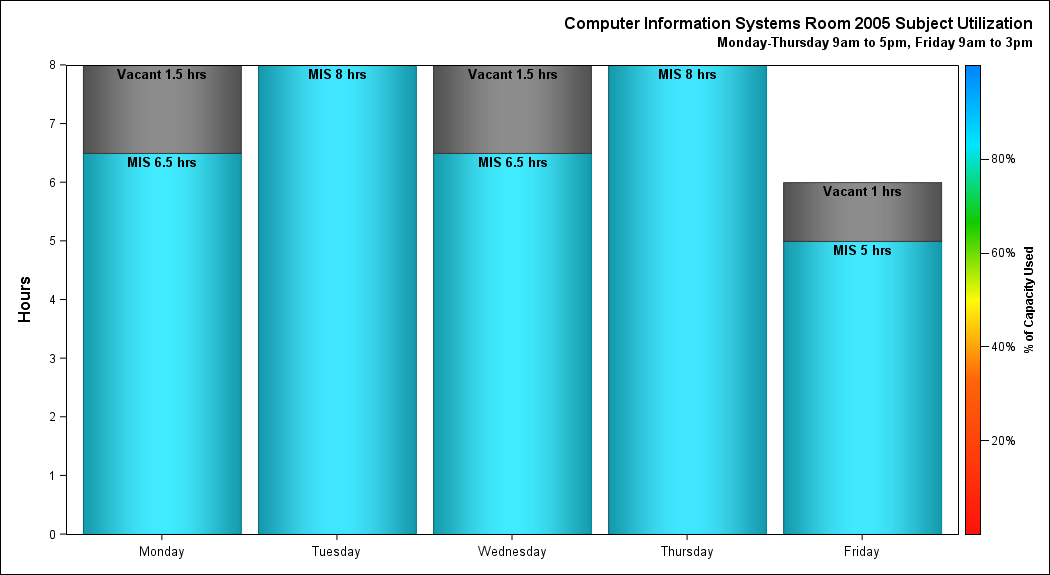 Computer Information Systems Room 2005 Subject Utilization
Monday-Thursday 9am to 5pm, Friday 9am to 3pm
Hours
8
7
6
5
4
3
2
1
0
Vacant 1.5 hrs
MIS 6.5 hrs
MIS 8 hrs
Vacant 1.5 hrs
MIS 6.5 hrs
MIS 8 hrs
Vacant 1 hrs
MIS 5 hrs
Monday
Tuesday
Wednesday
Thursday
Friday
80%
60%
40%
20%
% of Capacity Used